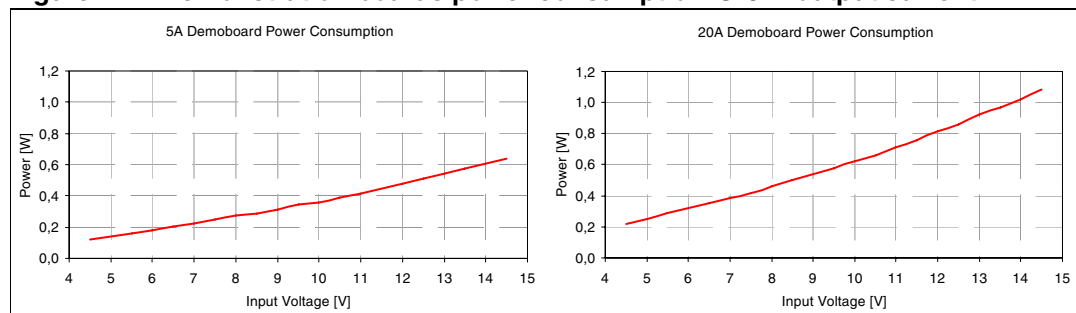 5A Demoboard Power Consumption
1,2
1,0
0,8
0,6
0,4
0,2
0,0
Power [W]
4 5 6 7 8 9 10 11 12 13 14 15
Input Voltage [V]
20A Demoboard Power Consumption
1,2
1,0
0,8
0,6
0,4
0,2
0,0
Power [W]
4 5 6 7 8 9 10 11 12 13 14 15
Input Voltage [V]